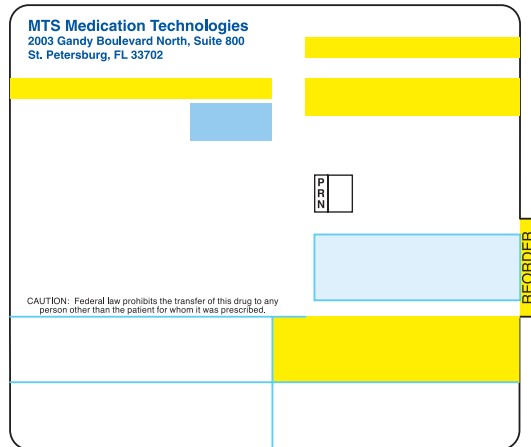 MTS Medication Technologies
2003 Gandy Boulevard North, Suite 800
St. Petersburg, FL 33702
PRN
REORDER
CAUTION: Federal law prohibits the transfer of this drug to any
person other than the patient for whom it was prescribed.